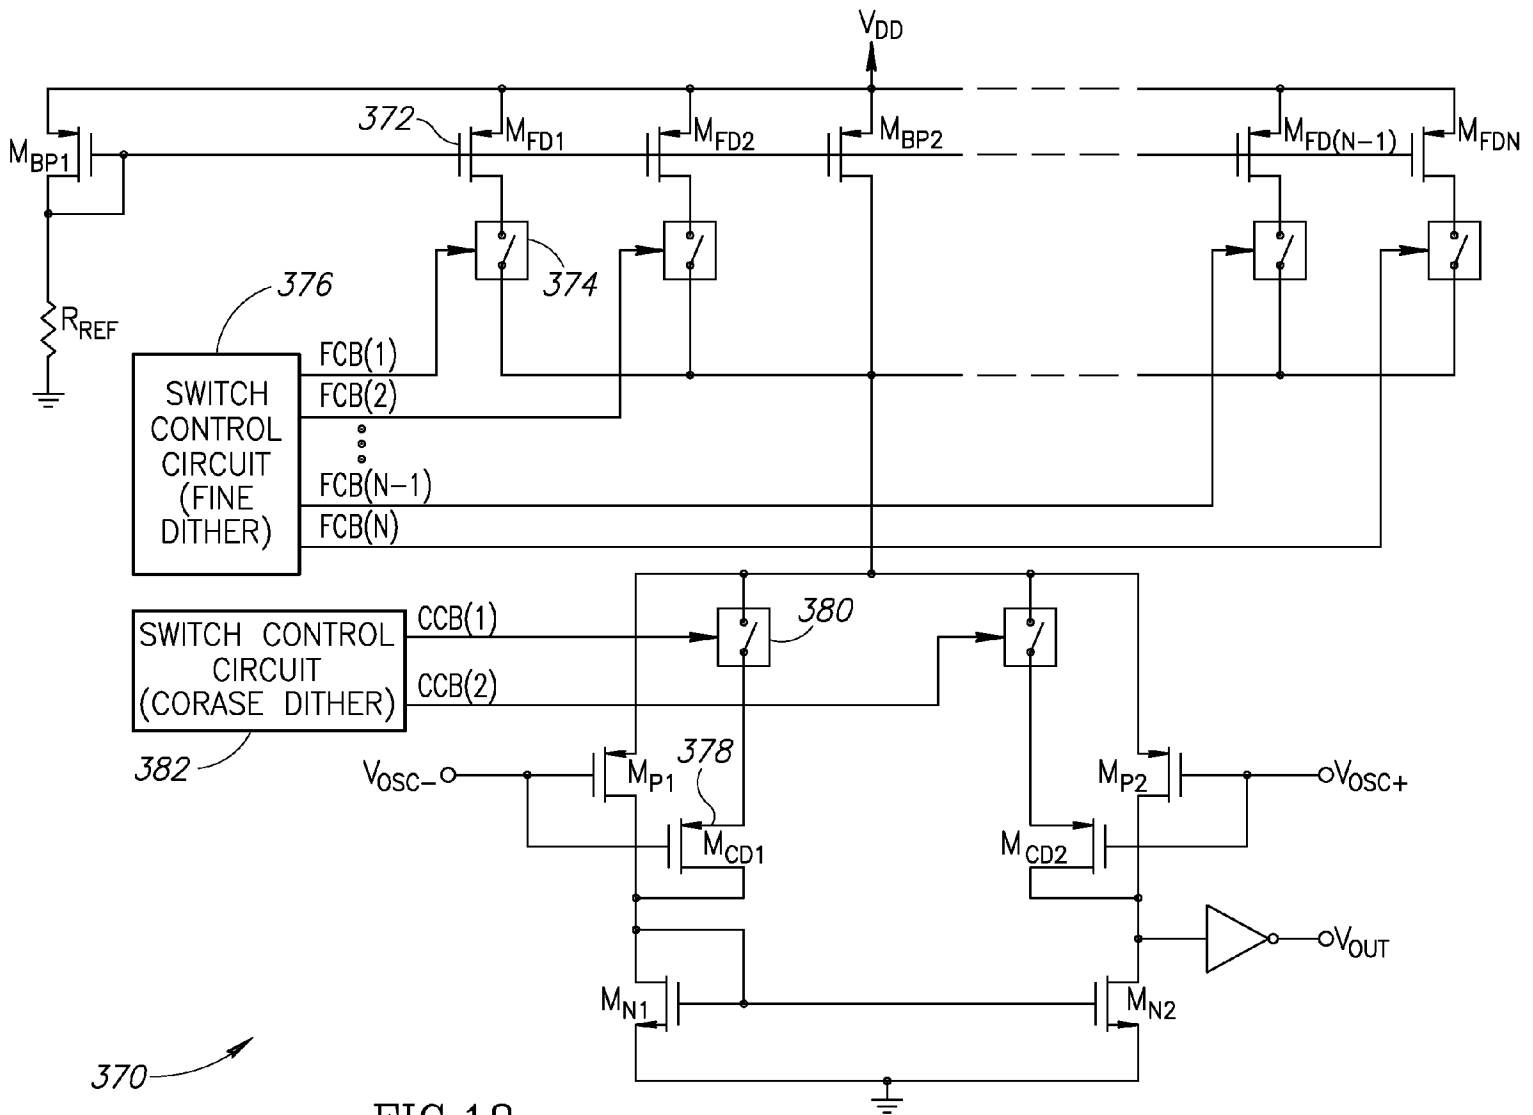 VDD
372
MBP1
MFD1
MFD2
MBP2
MFD(N-1)
MFDN
374
376
RREF
SWITCH
CONTROL
CIRCUIT
(FINE
DITHER)
FCB(1)
FCB(2)
FCB(N-1)
FCB(N)
SWITCH CONTROL
CIRCUIT
(CORASE DITHER)
CCB(1)
CCB(2)
380
382
378
VOSC-
MP1
MP2
VOSC+
MCD1
MCD2
VOUT
MN1
MN2
370
FIG.18